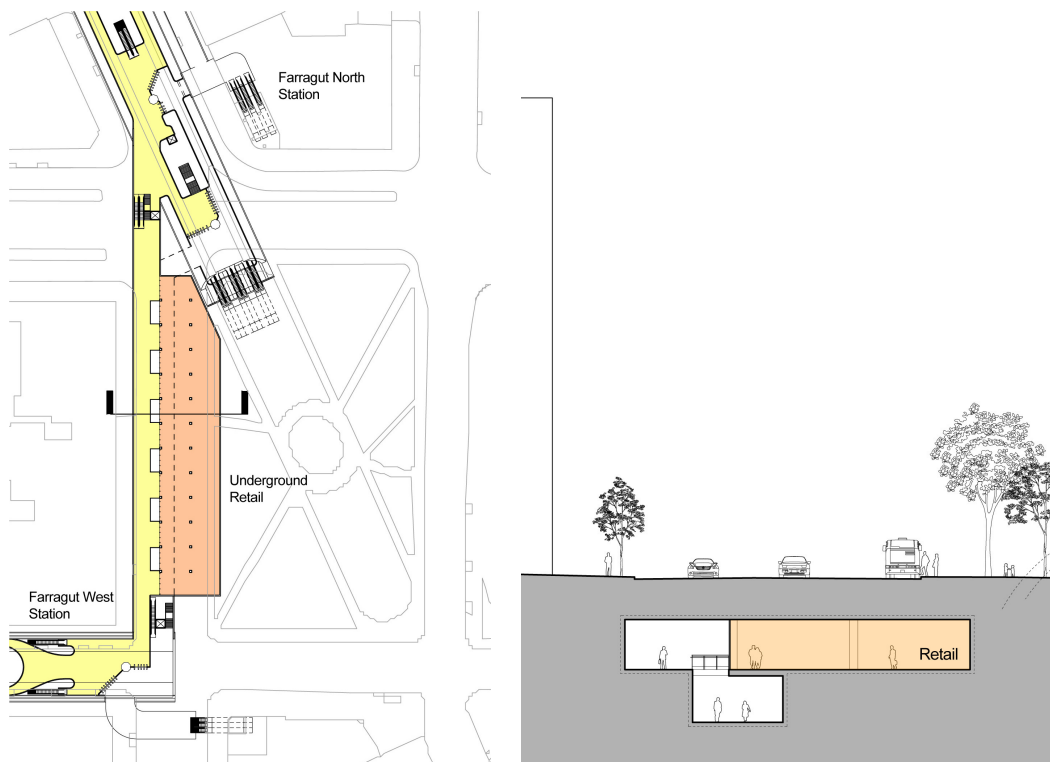 Farragut North
Station
Underground
Retail
Farragut West
Station
Retail